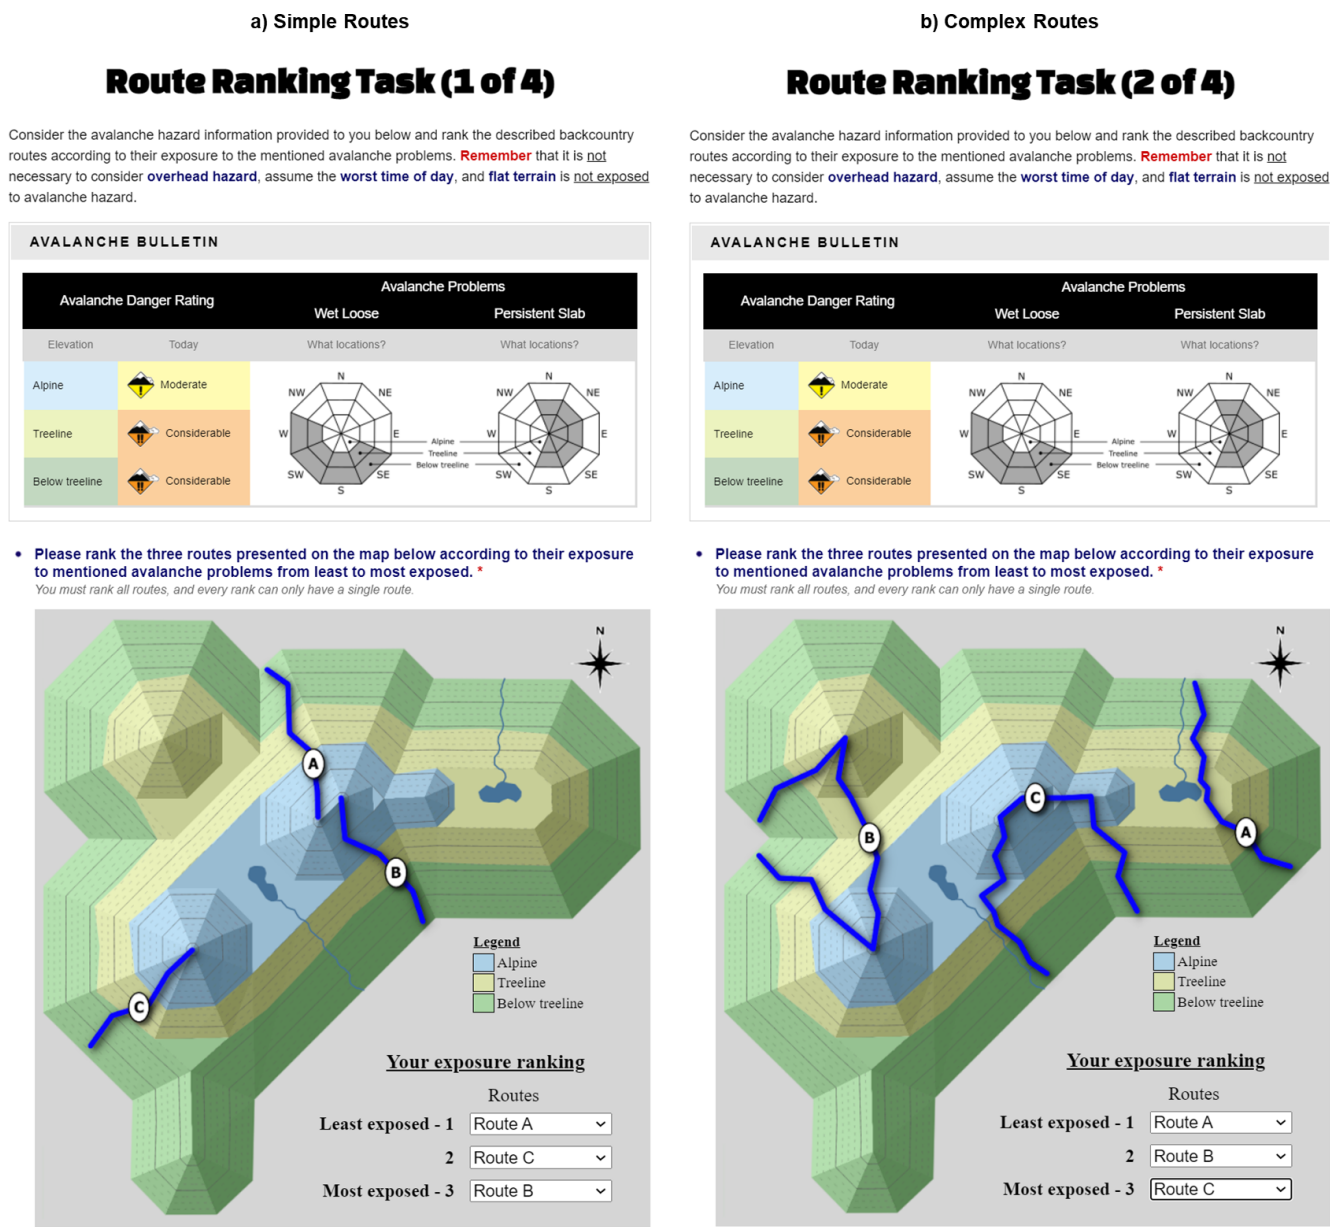 a) Simple Routes
Route Ranking Task (1 of 4)
Consider the avalanche hazard information provided to you below and rank the described backcountry
routes according to their exposure to the mentioned avalanche problems. Remember that it is not
necessary to consider overhead hazard, assume the worst time of day, and flat terrain is not exposed
to avalanche hazard.
AVALANCHE BULLETIN
Avalanche Danger Rating
Avalanche Problems
Wet Loose
Persistent Slab
Elevation
Today
What locations?
What locations?
Alpine
Moderate
Treeline
Considerable
Below treeline
Considerable
N
NW
NE
W
E
SW
SE
S
Alpine
Treeline
Below treeline
N
NW
NE
W
E
SW
SE
S
• Please rank the three routes presented on the map below according to their exposure
to mentioned avalanche problems from least to most exposed. *
You must rank all routes, and every rank can only have a single route.
N
A
B
C
Legend
Alpine
Treeline
Below treeline
Your exposure ranking
Routes
Least exposed - 1 Route A
2 Route C
Most exposed - 3 Route B
b) Complex Routes
Route Ranking Task (2 of 4)
Consider the avalanche hazard information provided to you below and rank the described backcountry
routes according to their exposure to the mentioned avalanche problems. Remember that it is not
necessary to consider overhead hazard, assume the worst time of day, and flat terrain is not exposed
to avalanche hazard.
AVALANCHE BULLETIN
Avalanche Danger Rating
Avalanche Problems
Wet Loose
Persistent Slab
Elevation
Today
What locations?
What locations?
Alpine
Moderate
Treeline
Considerable
Below treeline
Considerable
N
NW
NE
W
E
SW
SE
S
Alpine
Treeline
Below treeline
N
NW
NE
W
E
SW
SE
S
• Please rank the three routes presented on the map below according to their exposure
to mentioned avalanche problems from least to most exposed. *
You must rank all routes, and every rank can only have a single route.
N
C
B
A
Legend
Alpine
Treeline
Below treeline
Your exposure ranking
Routes
Least exposed - 1 Route A
2 Route B
Most exposed - 3 Route C